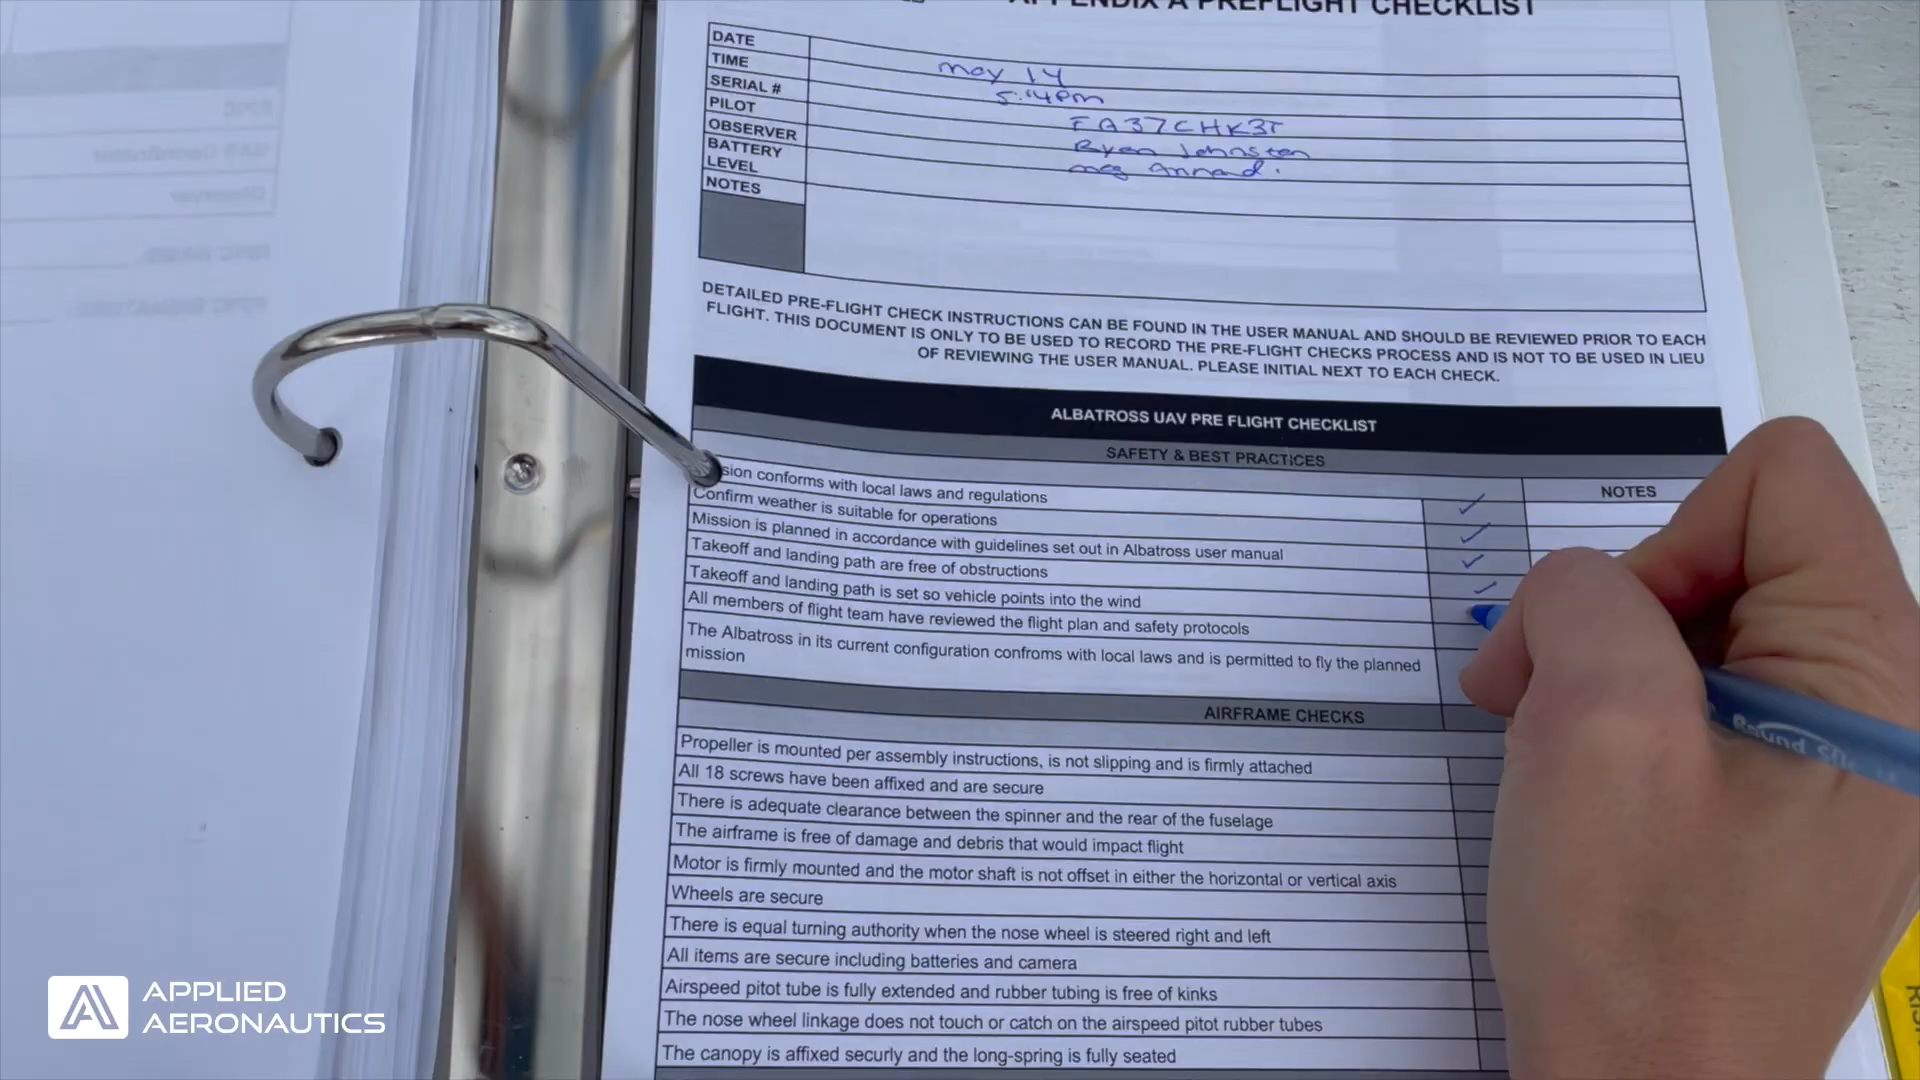 APPENDIX A PREFLIGHT CHECKLIST
DATE may 14
TIME 5:14pm
SERIAL # FA37CHK3T
PILOT Ryan Johnston
OBSERVER meg Annand.
BATTERY
LEVEL
NOTES
DETAILED PRE-FLIGHT CHECK INSTRUCTIONS CAN BE FOUND IN THE USER MANUAL AND SHOULD BE REVIEWED PRIOR TO EACH
FLIGHT. THIS DOCUMENT IS ONLY TO BE USED TO RECORD THE PRE-FLIGHT CHECKS PROCESS AND IS NOT TO BE USED IN LIEU
OF REVIEWING THE USER MANUAL. PLEASE INITIAL NEXT TO EACH CHECK.
ALBATROSS UAV PRE FLIGHT CHECKLIST
SAFETY & BEST PRACTICES
NOTES
sion conforms with local laws and regulations ✓
Confirm weather is suitable for operations ✓
Mission is planned in accordance with guidelines set out in Albatross user manual ✓
Takeoff and landing path are free of obstructions ✓
Takeoff and landing path is set so vehicle points into the wind
All members of flight team have reviewed the flight plan and safety protocols
The Albatross in its current configuration confroms with local laws and is permitted to fly the planned
mission
AIRFRAME CHECKS
Propeller is mounted per assembly instructions, is not slipping and is firmly attached
All 18 screws have been affixed and are secure
There is adequate clearance between the spinner and the rear of the fuselage
The airframe is free of damage and debris that would impact flight
Motor is firmly mounted and the motor shaft is not offset in either the horizontal or vertical axis
Wheels are secure
There is equal turning authority when the nose wheel is steered right and left
All items are secure including batteries and camera
Airspeed pitot tube is fully extended and rubber tubing is free of kinks
The nose wheel linkage does not touch or catch on the airspeed pitot rubber tubes
The canopy is affixed securly and the long-spring is fully seated
Round Stic
APPLIED
AERONAUTICS